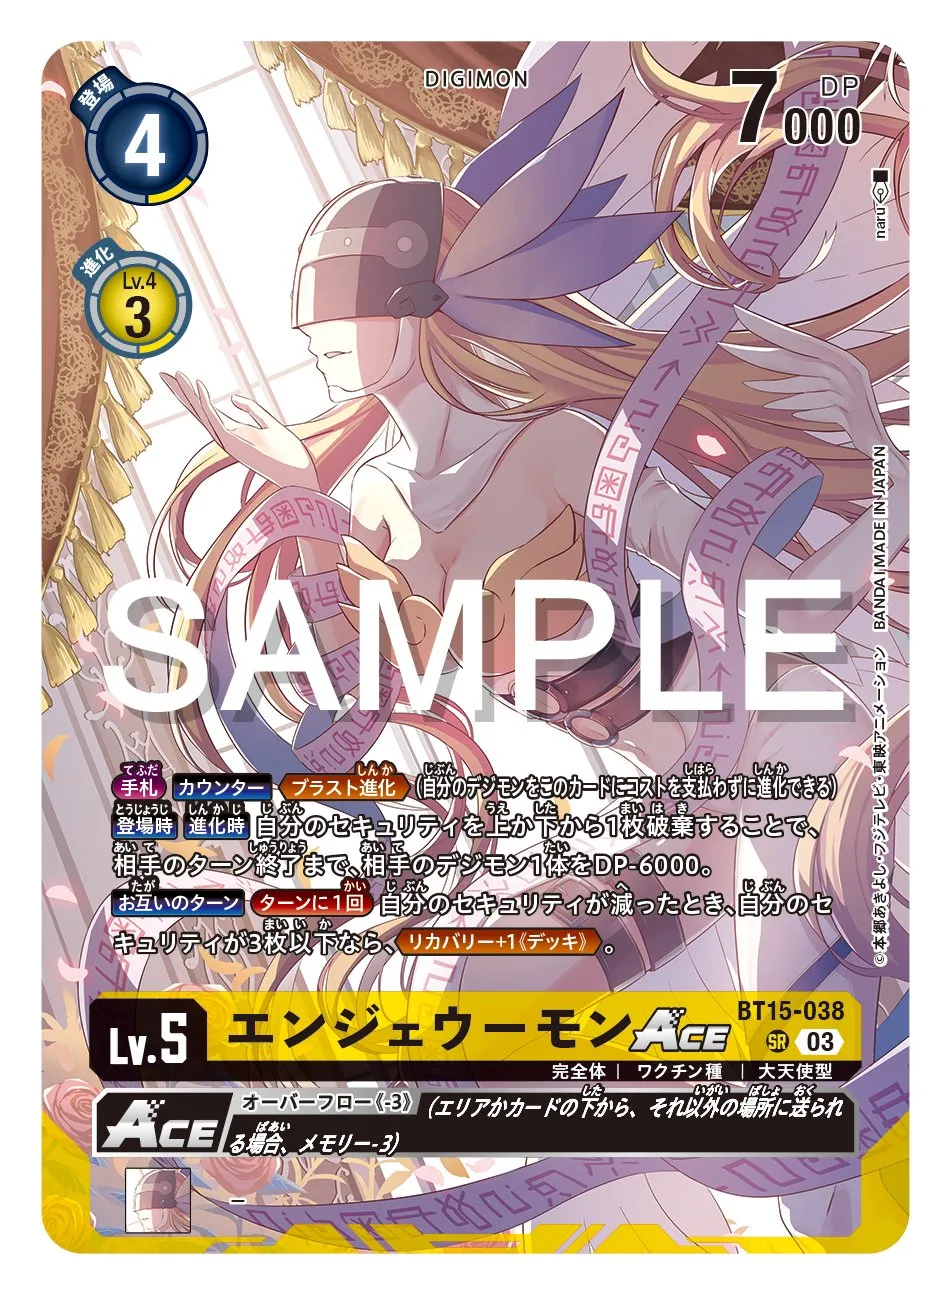 DIGIMON
登場
4
7000
DP
進化
Lv.4
3
naru
SAMPLE
手札 カウンター ブラスト進化 (自分のデジモンをこのカードにコストを支払わずに進化できる)
登場時 進化時 自分のセキュリティを上か下から1枚破棄することで、
相手のターン終了まで、相手のデジモン1体をDP-6000。
お互いのターン ターンに1回 自分のセキュリティが減ったとき、自分のセ
キュリティが3枚以下なら、リカバリー+1《デッキ》。
©本郷あきよし・フジテレビ・東映アニメーション BANDAI MADE IN JAPAN
Lv.5
エンジェウーモンACE
BT15-038
SR 03
完全体 | ワクチン種 | 大天使型
ACE
オーバーフロー《-3》 (エリアかカードの下から、それ以外の場所に送られ
る場合、メモリー-3)
–